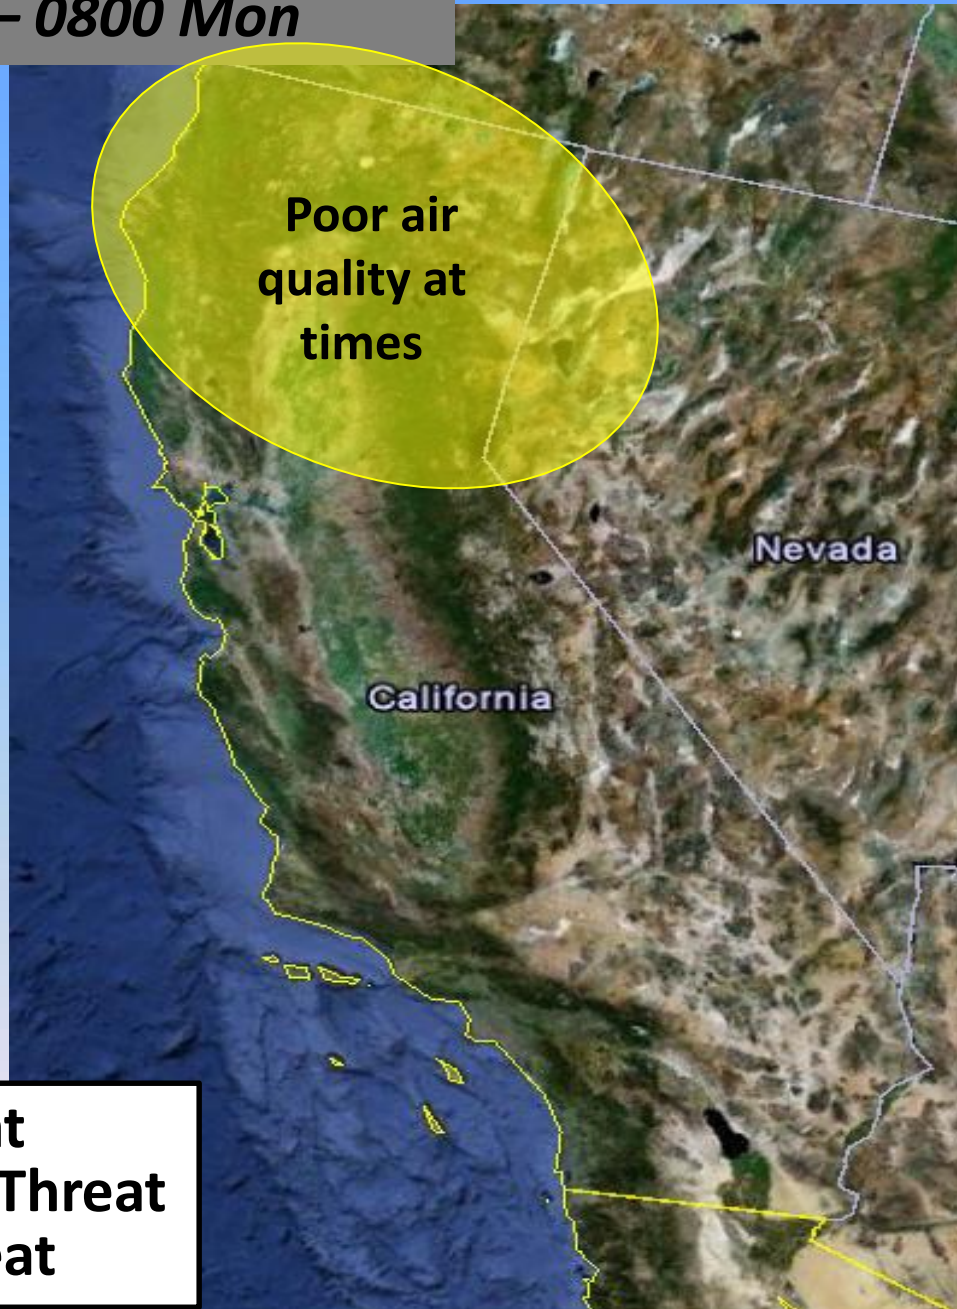 – 0800 Mon
Poor air
quality at
times
Nevada
California
Threat